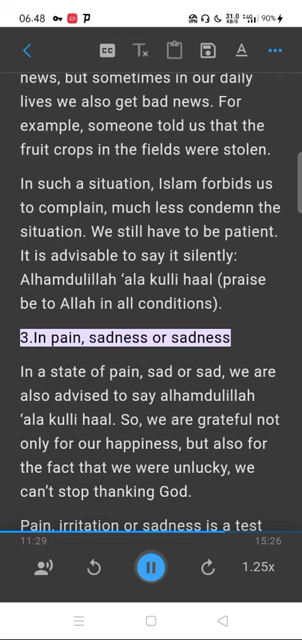 06.48
31.0 KB/S
90%
CC
news, but sometimes in our daily
lives we also get bad news. For
example, someone told us that the
fruit crops in the fields were stolen.
In such a situation, Islam forbids us
to complain, much less condemn the
situation. We still have to be patient.
It is advisable to say it silently:
Alhamdulillah ‘ala kulli haal (praise
be to Allah in all conditions).
3.In pain, sadness or sadness
In a state of pain, sad or sad, we are
also advised to say alhamdulillah
‘ala kulli haal. So, we are grateful not
only for our happiness, but also for
the fact that we were unlucky, we
can’t stop thanking God.
Pain, irritation or sadness is a test
11:29 15:26
1.25x